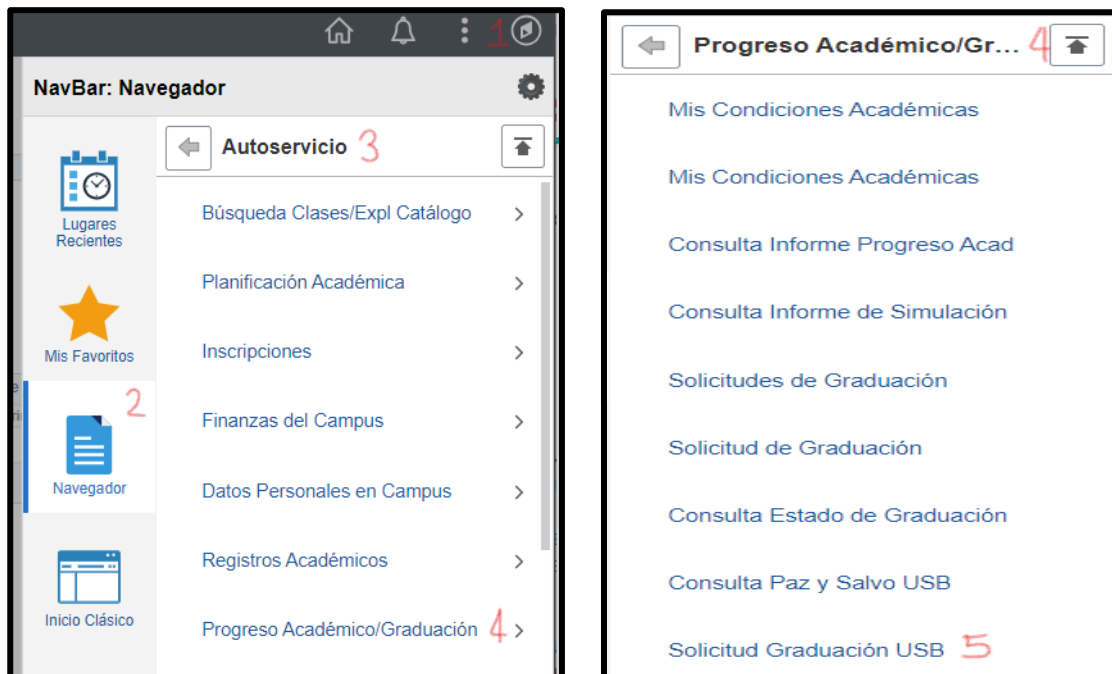 1
NavBar: Navegador
Autoservicio 3
Lugares
Recientes
Mis Favoritos
2
Navegador
Inicio Clásico
Búsqueda Clases/Expl Catálogo
Planificación Académica
Inscripciones
Finanzas del Campus
Datos Personales en Campus
Registros Académicos
Progreso Académico/Graduación 4
Progreso Académico/Gr... 4
Mis Condiciones Académicas
Mis Condiciones Académicas
Consulta Informe Progreso Acad
Consulta Informe de Simulación
Solicitudes de Graduación
Solicitud de Graduación
Consulta Estado de Graduación
Consulta Paz y Salvo USB
Solicitud Graduación USB 5